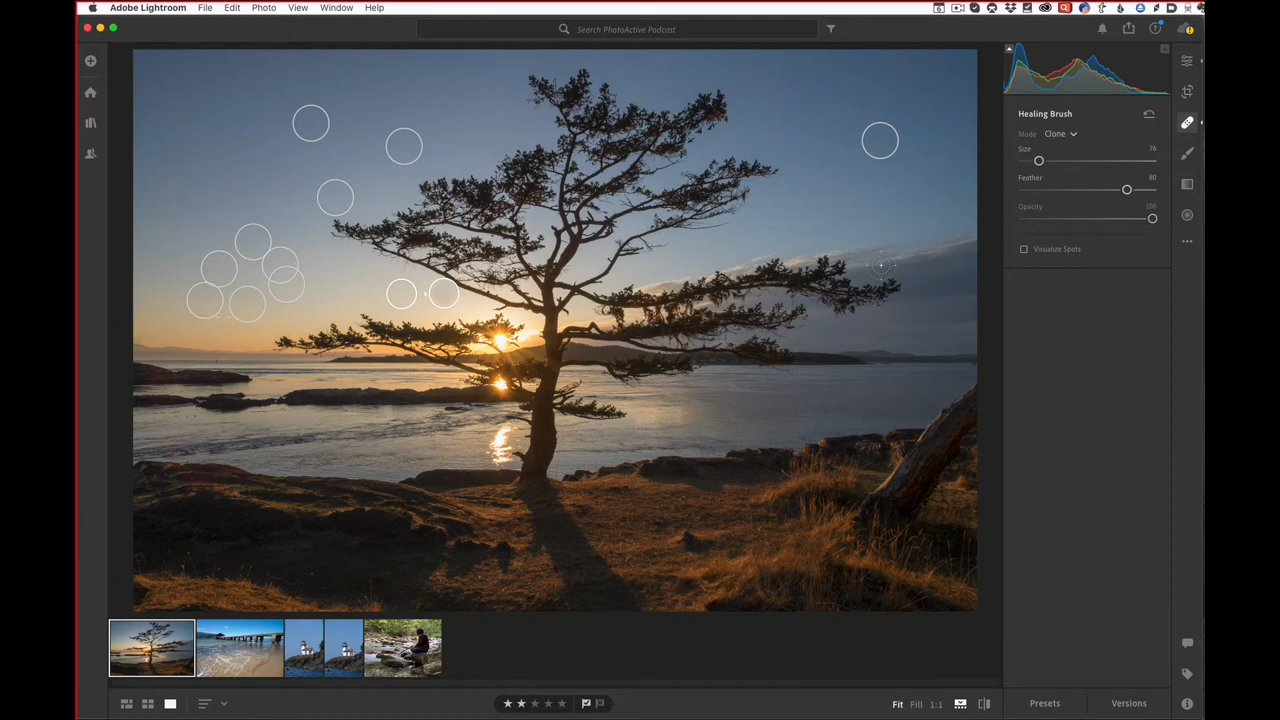 Adobe Lightroom File Edit Photo View Window Help
Search PhotoActive Podcast
Healing Brush
Mode Clone
Size 76
Feather 80
Opacity 100
Visualize Spots
Fit Fill 1:1
Presets Versions